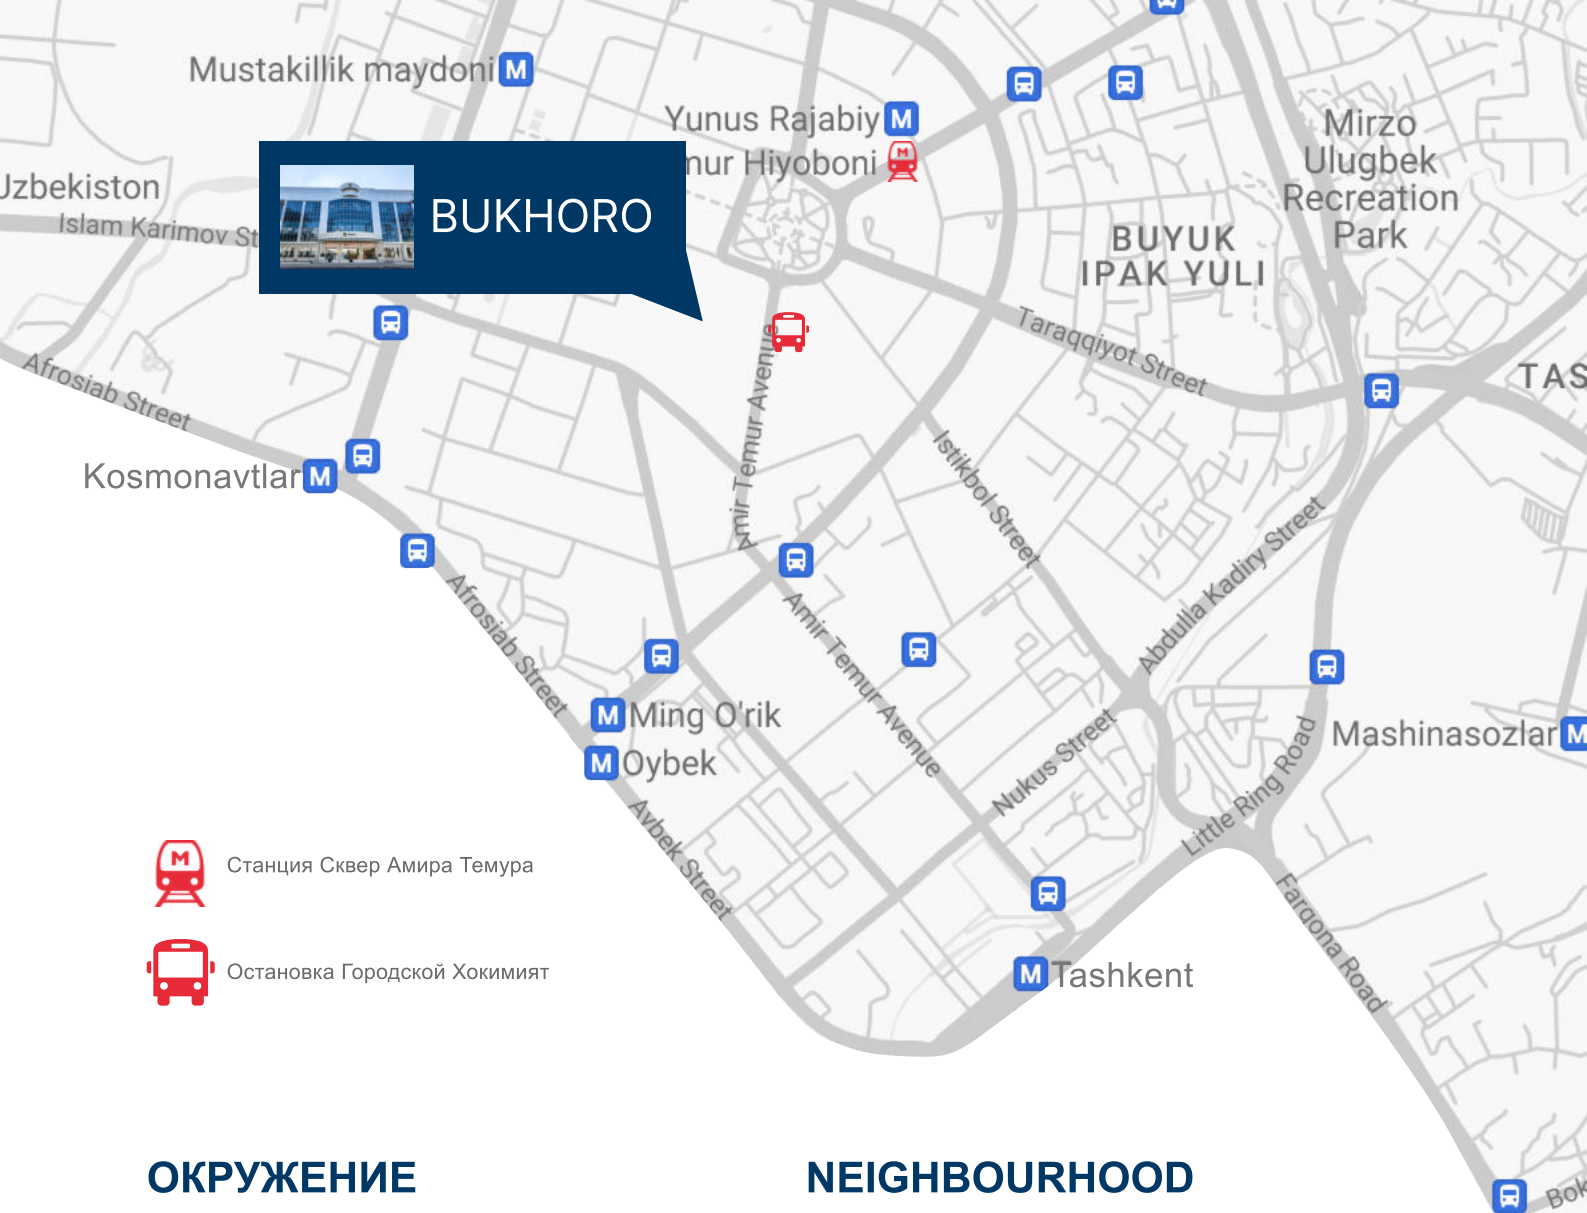 Mustakillik maydoni M
Yunus Rajabiy M
mur Hiyoboni M
Mirzo
Ulugbek
Recreation
Park
Uzbekiston
Islam Karimov St
BUKHORO
BUYUK
IPAK YULI
Taraqqiyot Street
TAS
Afrosiab Street
Amir Temur Avenue
Kosmonavtlar M
Istikbol Street
Abdulla Kadiry Street
Afrosiab Street
Amir Temur Avenue
M Ming O'rik
M Oybek
Nukus Street
Mashinasozlar M
Little Ring Road
Aybek Street
M Станция Сквер Амира Темура
Farqona Road
Остановка Городской Хокимият
M Tashkent
ОКРУЖЕНИЕ
NEIGHBOURHOOD
Bok